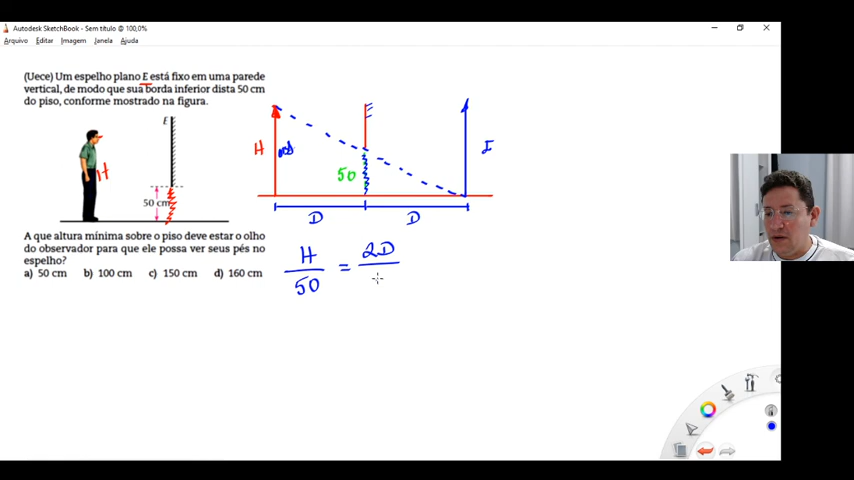 Autodesk SketchBook - Sem título @ 100,0%
Arquivo Editar Imagem Janela Ajuda
(Uece) Um espelho plano E está fixo em uma parede
vertical, de modo que sua borda inferior dista 50 cm
do piso, conforme mostrado na figura.
E
H
50 cm
A que altura mínima sobre o piso deve estar o olho
do observador para que ele possa ver seus pés no
espelho?
a) 50 cm b) 100 cm c) 150 cm d) 160 cm
H
50
I
D D
H
50
=
2D